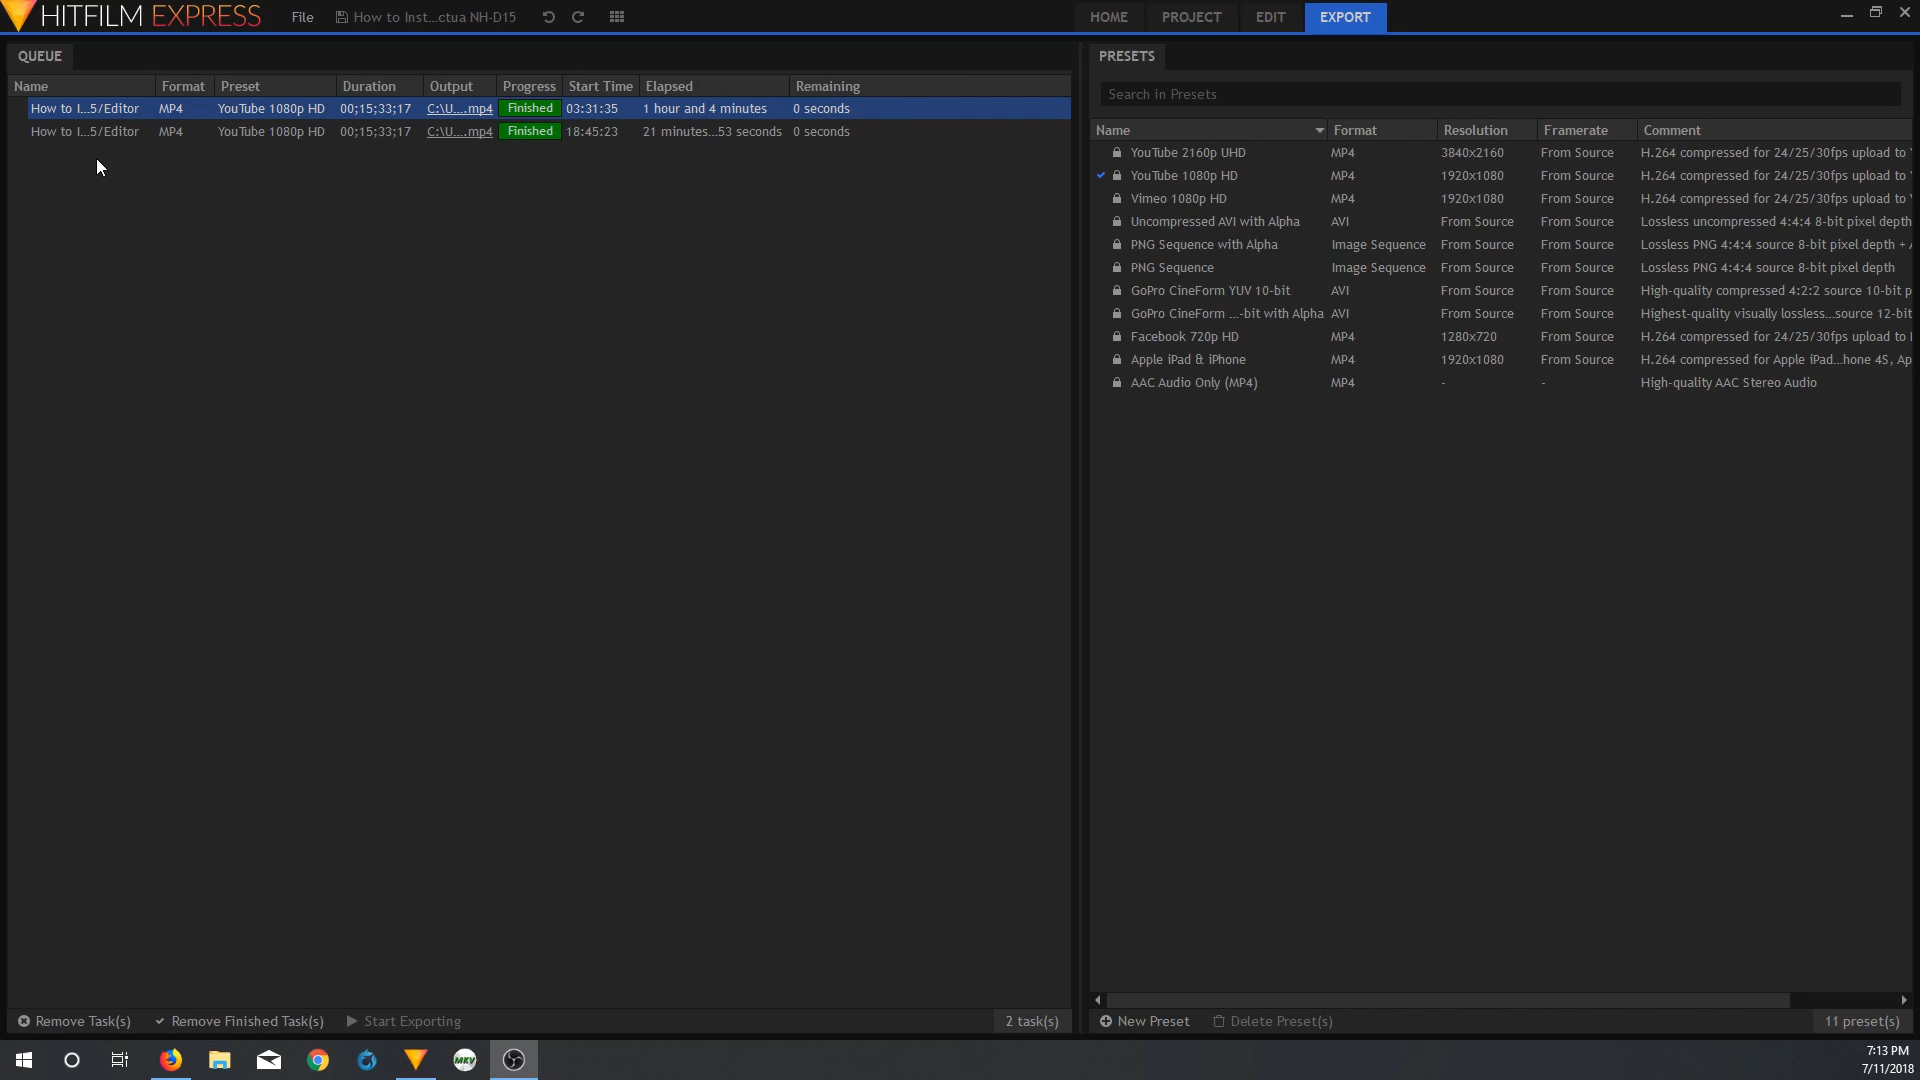 HITFILM EXPRESS File How to Inst...ctua NH-D15 HOME PROJECT EDIT EXPORT
QUEUE
Name Format Preset Duration Output Progress Start Time Elapsed Remaining
How to I...5/Editor MP4 YouTube 1080p HD 00;15;33;17 C:\U....mp4 Finished 03:31:35 1 hour and 4 minutes 0 seconds
How to I...5/Editor MP4 YouTube 1080p HD 00;15;33;17 C:\U....mp4 Finished 18:45:23 21 minutes...53 seconds 0 seconds
Remove Task(s) Remove Finished Task(s) Start Exporting 2 task(s)
PRESETS
Search in Presets
Name Format Resolution Framerate Comment
YouTube 2160p UHD MP4 3840x2160 From Source H.264 compressed for 24/25/30fps upload to
YouTube 1080p HD MP4 1920x1080 From Source H.264 compressed for 24/25/30fps upload to
Vimeo 1080p HD MP4 1920x1080 From Source H.264 compressed for 24/25/30fps upload to
Uncompressed AVI with Alpha AVI From Source From Source Lossless uncompressed 4:4:4 8-bit pixel depth
PNG Sequence with Alpha Image Sequence From Source From Source Lossless PNG 4:4:4 source 8-bit pixel depth +
PNG Sequence Image Sequence From Source From Source Lossless PNG 4:4:4 source 8-bit pixel depth
GoPro CineForm YUV 10-bit AVI From Source From Source High-quality compressed 4:2:2 source 10-bit p
GoPro CineForm ...-bit with Alpha AVI From Source From Source Highest-quality visually lossless...source 12-bit
Facebook 720p HD MP4 1280x720 From Source H.264 compressed for 24/25/30fps upload to
Apple iPad & iPhone MP4 1920x1080 From Source H.264 compressed for Apple iPad...hone 4S, Ap
AAC Audio Only (MP4) MP4 - - High-quality AAC Stereo Audio
New Preset Delete Preset(s) 11 preset(s)
MKV
7:13 PM
7/11/2018